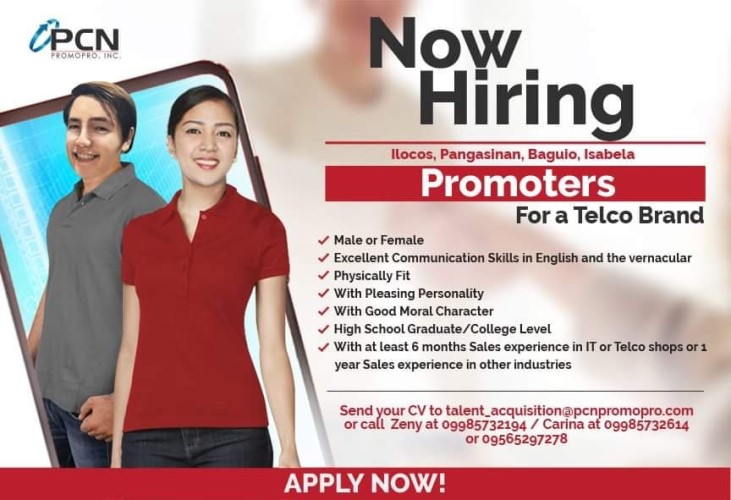 PCN
PROMOPRO, INC.
Now
Hiring
Ilocos, Pangasinan, Baguio, Isabela
Promoters
For a Telco Brand
Male or Female
Excellent Communication Skills in English and the vernacular
Physically Fit
With Pleasing Personality
With Good Moral Character
High School Graduate/College Level
With at least 6 months Sales experience in IT or Telco shops or 1
year Sales experience in other industries
Send your CV to talent_acquisition@pcnpromopro.com
or call Zeny at 09985732194 / Carina at 09985732614
or 09565297278
APPLY NOW!